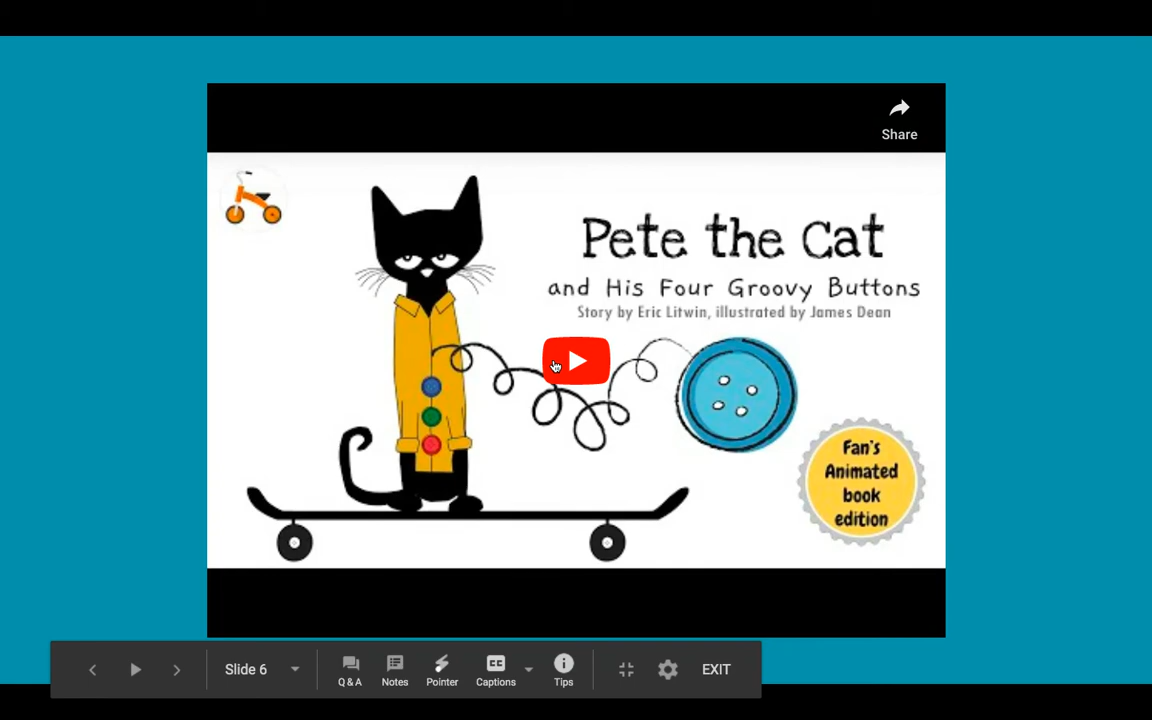 Share
Pete the Cat
and His Four Groovy Buttons
Story by Eric Litwin, illustrated by James Dean
Fan's
Animated
book
edition
Slide 6
Q & A
Notes
Pointer
CC
Captions
Tips
EXIT